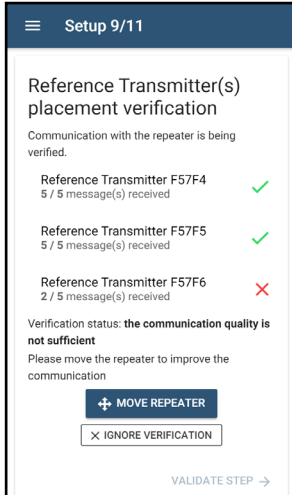 Setup 9/11
Reference Transmitter(s)
placement verification
Communication with the repeater is being
verified.
Reference Transmitter F57F4
5 / 5 message(s) received
Reference Transmitter F57F5
5 / 5 message(s) received
Reference Transmitter F57F6
2 / 5 message(s) received
Verification status: the communication quality is
not sufficient
Please move the repeater to improve the
communication
MOVE REPEATER
IGNORE VERIFICATION
VALIDATE STEP